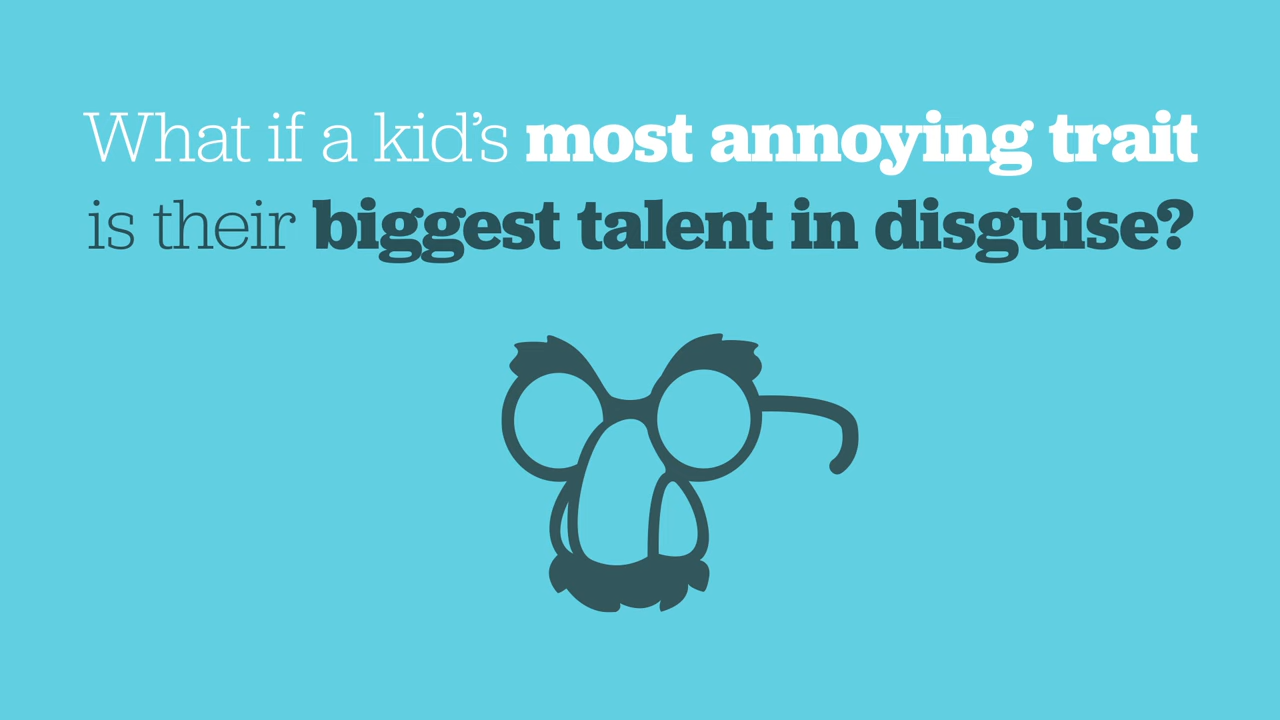 What if a kid’s most annoying trait
is their biggest talent in disguise?